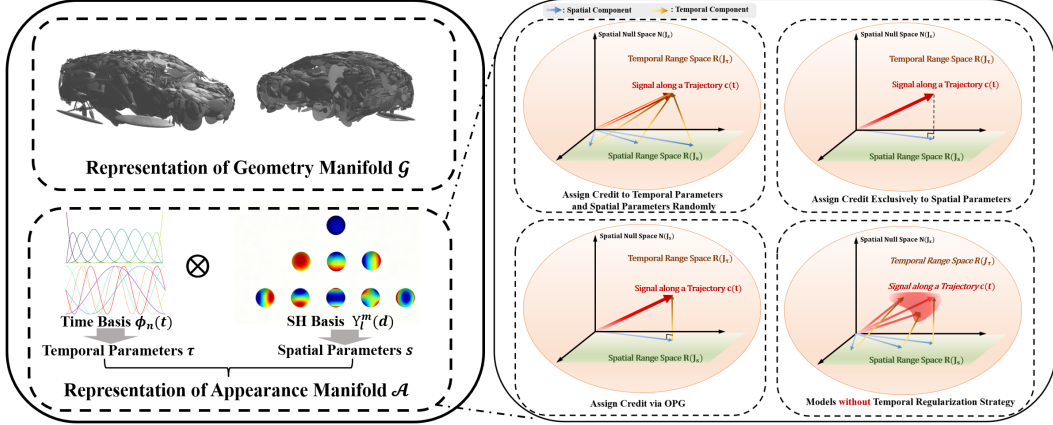 Representation of Geometry Manifold 𝒢
Time Basis ϕₙ(t)
SH Basis Yₗᵐ(d)
Temporal Parameters τ
Spatial Parameters s
Representation of Appearance Manifold 𝒜
: Spatial Component
: Temporal Component
Spatial Null Space N(Jₛ)
Temporal Range Space R(J_τ)
Signal along a Trajectory c(t)
Spatial Range Space R(Jₛ)
Assign Credit to Temporal Parameters
and Spatial Parameters Randomly
Spatial Null Space N(Jₛ)
Temporal Range Space R(J_τ)
Signal along a Trajectory c(t)
Spatial Range Space R(Jₛ)
Assign Credit Exclusively to Spatial Parameters
Spatial Null Space N(Jₛ)
Temporal Range Space R(J_τ)
Signal along a Trajectory c(t)
Spatial Range Space R(Jₛ)
Assign Credit via OPG
Spatial Null Space N(Jₛ)
Temporal Range Space R(J_τ)
Signal along a Trajectory c(t)
Spatial Range Space R(Jₛ)
Models without Temporal Regularization Strategy